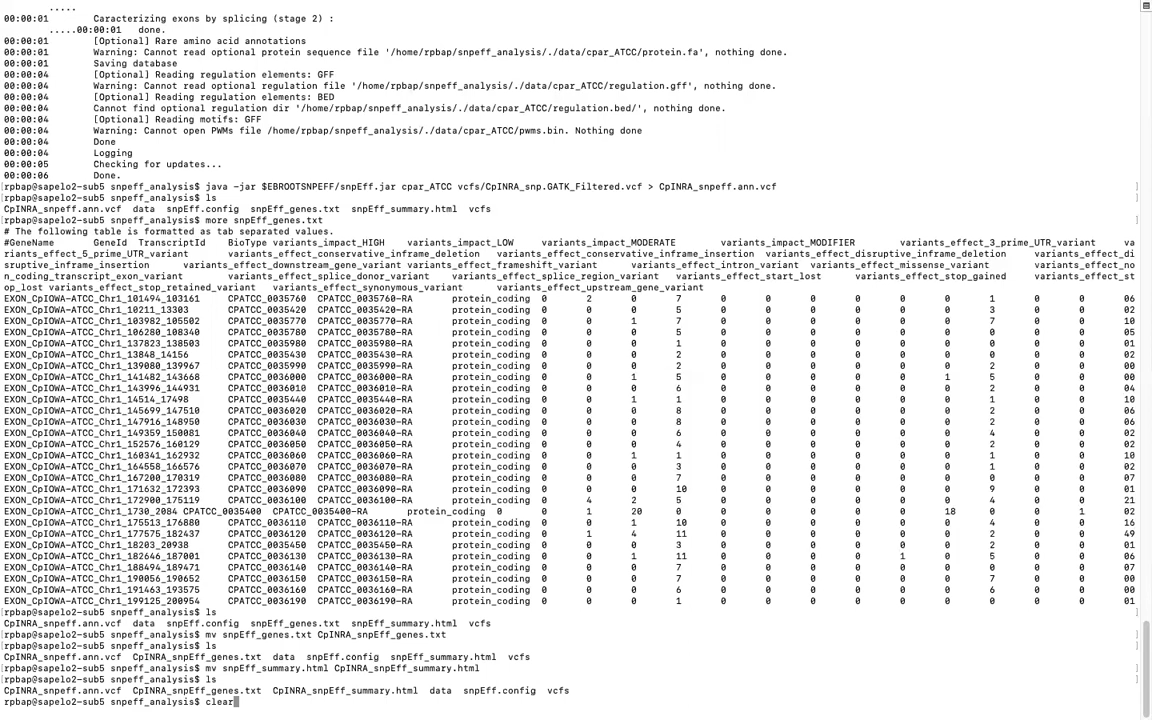 .....
00:00:01 Caracterizing exons by splicing (stage 2) :
.....00:00:01 done.
00:00:01 [Optional] Rare amino acid annotations
00:00:01 Warning: Cannot read optional protein sequence file '/home/rpbap/snpeff_analysis/./data/cpar_ATCC/protein.fa', nothing done.
00:00:01 Saving database
00:00:04 [Optional] Reading regulation elements: GFF
00:00:04 Warning: Cannot read optional regulation file '/home/rpbap/snpeff_analysis/./data/cpar_ATCC/regulation.gff', nothing done.
00:00:04 [Optional] Reading regulation elements: BED
00:00:04 Cannot find optional regulation dir '/home/rpbap/snpeff_analysis/./data/cpar_ATCC/regulation.bed/', nothing done.
00:00:04 [Optional] Reading motifs: GFF
00:00:04 Warning: Cannot open PWMs file /home/rpbap/snpeff_analysis/./data/cpar_ATCC/pwms.bin. Nothing done
00:00:04 Done
00:00:04 Logging
00:00:05 Checking for updates...
00:00:06 Done.
[rpbap@sapelo2-sub5 snpeff_analysis$ java -jar $EBROOTSNPEFF/snpEff.jar cpar_ATCC vcfs/CpINRA_snp.GATK_Filtered.vcf > CpINRA_snpeff.ann.vcf ]
[rpbap@sapelo2-sub5 snpeff_analysis$ ls ]
CpINRA_snpeff.ann.vcf data snpEff.config snpEff_genes.txt snpEff_summary.html vcfs
[rpbap@sapelo2-sub5 snpeff_analysis$ more snpEff_genes.txt ]
# The following table is formatted as tab separated values.
#GeneName GeneId TranscriptId BioType variants_impact_HIGH variants_impact_LOW variants_impact_MODERATE variants_impact_MODIFIER variants_effect_3_prime_UTR_variant va
riants_effect_5_prime_UTR_variant variants_effect_conservative_inframe_deletion variants_effect_conservative_inframe_insertion variants_effect_disruptive_inframe_deletion variants_effect_di
sruptive_inframe_insertion variants_effect_downstream_gene_variant variants_effect_frameshift_variant variants_effect_intron_variant variants_effect_missense_variant variants_effect_no
n_coding_transcript_exon_variant variants_effect_splice_donor_variant variants_effect_splice_region_variant variants_effect_start_lost variants_effect_stop_gained variants_effect_st
op_lost variants_effect_stop_retained_variant variants_effect_synonymous_variant variants_effect_upstream_gene_variant
EXON_CpIOWA-ATCC_Chr1_101494_103161 CPATCC_0035760 CPATCC_0035760-RA protein_coding 0 2 0 7 0 0 0 0 0 0 1 0 0 06
EXON_CpIOWA-ATCC_Chr1_10211_13303 CPATCC_0035420 CPATCC_0035420-RA protein_coding 0 0 0 5 0 0 0 0 0 0 3 0 0 02
EXON_CpIOWA-ATCC_Chr1_103982_105502 CPATCC_0035770 CPATCC_0035770-RA protein_coding 0 0 1 7 0 0 0 0 0 0 7 0 0 10
EXON_CpIOWA-ATCC_Chr1_106280_108340 CPATCC_0035780 CPATCC_0035780-RA protein_coding 0 0 0 5 0 0 0 0 0 0 0 0 0 05
EXON_CpIOWA-ATCC_Chr1_137823_138503 CPATCC_0035980 CPATCC_0035980-RA protein_coding 0 0 0 1 0 0 0 0 0 0 0 0 0 01
EXON_CpIOWA-ATCC_Chr1_13848_14156 CPATCC_0035430 CPATCC_0035430-RA protein_coding 0 0 0 2 0 0 0 0 0 0 0 0 0 02
EXON_CpIOWA-ATCC_Chr1_139080_139967 CPATCC_0035990 CPATCC_0035990-RA protein_coding 0 0 0 2 0 0 0 0 0 0 2 0 0 00
EXON_CpIOWA-ATCC_Chr1_141482_143668 CPATCC_0036000 CPATCC_0036000-RA protein_coding 0 0 1 5 0 0 0 0 0 1 5 0 0 00
EXON_CpIOWA-ATCC_Chr1_143996_144931 CPATCC_0036010 CPATCC_0036010-RA protein_coding 0 0 0 6 0 0 0 0 0 0 2 0 0 04
EXON_CpIOWA-ATCC_Chr1_14514_17498 CPATCC_0035440 CPATCC_0035440-RA protein_coding 0 0 1 1 0 0 0 0 0 0 1 0 0 10
EXON_CpIOWA-ATCC_Chr1_145699_147510 CPATCC_0036020 CPATCC_0036020-RA protein_coding 0 0 0 8 0 0 0 0 0 0 2 0 0 06
EXON_CpIOWA-ATCC_Chr1_147916_148950 CPATCC_0036030 CPATCC_0036030-RA protein_coding 0 0 0 8 0 0 0 0 0 0 2 0 0 06
EXON_CpIOWA-ATCC_Chr1_149359_150081 CPATCC_0036040 CPATCC_0036040-RA protein_coding 0 0 0 6 0 0 0 0 0 0 4 0 0 02
EXON_CpIOWA-ATCC_Chr1_152576_160129 CPATCC_0036050 CPATCC_0036050-RA protein_coding 0 0 0 4 0 0 0 0 0 0 2 0 0 02
EXON_CpIOWA-ATCC_Chr1_160341_162932 CPATCC_0036060 CPATCC_0036060-RA protein_coding 0 0 1 1 0 0 0 0 0 0 1 0 0 10
EXON_CpIOWA-ATCC_Chr1_164558_166576 CPATCC_0036070 CPATCC_0036070-RA protein_coding 0 0 0 3 0 0 0 0 0 0 1 0 0 02
EXON_CpIOWA-ATCC_Chr1_167200_170319 CPATCC_0036080 CPATCC_0036080-RA protein_coding 0 0 0 7 0 0 0 0 0 0 0 0 0 07
EXON_CpIOWA-ATCC_Chr1_171632_172393 CPATCC_0036090 CPATCC_0036090-RA protein_coding 0 0 0 10 0 0 0 0 0 0 9 0 0 01
EXON_CpIOWA-ATCC_Chr1_172900_175119 CPATCC_0036100 CPATCC_0036100-RA protein_coding 0 4 2 5 0 0 0 0 0 0 4 0 0 21
EXON_CpIOWA-ATCC_Chr1_1730_2084 CPATCC_0035400 CPATCC_0035400-RA protein_coding 0 1 20 0 0 0 0 0 18 0 0 1 02
EXON_CpIOWA-ATCC_Chr1_175513_176880 CPATCC_0036110 CPATCC_0036110-RA protein_coding 0 0 1 10 0 0 0 0 0 0 4 0 0 16
EXON_CpIOWA-ATCC_Chr1_177575_182437 CPATCC_0036120 CPATCC_0036120-RA protein_coding 0 1 4 11 0 0 0 0 0 0 2 0 0 49
EXON_CpIOWA-ATCC_Chr1_18203_20938 CPATCC_0035450 CPATCC_0035450-RA protein_coding 0 0 0 3 0 0 0 0 0 0 2 0 0 01
EXON_CpIOWA-ATCC_Chr1_182646_187001 CPATCC_0036130 CPATCC_0036130-RA protein_coding 0 0 1 11 0 0 0 0 1 0 5 0 0 06
EXON_CpIOWA-ATCC_Chr1_188494_189471 CPATCC_0036140 CPATCC_0036140-RA protein_coding 0 0 0 7 0 0 0 0 0 0 0 0 0 07
EXON_CpIOWA-ATCC_Chr1_190056_190652 CPATCC_0036150 CPATCC_0036150-RA protein_coding 0 0 0 7 0 0 0 0 0 0 7 0 0 00
EXON_CpIOWA-ATCC_Chr1_191463_193575 CPATCC_0036160 CPATCC_0036160-RA protein_coding 0 0 0 6 0 0 0 0 0 0 6 0 0 00
EXON_CpIOWA-ATCC_Chr1_199125_200954 CPATCC_0036190 CPATCC_0036190-RA protein_coding 0 0 0 1 0 0 0 0 0 0 0 0 0 01
[rpbap@sapelo2-sub5 snpeff_analysis$ ls ]
CpINRA_snpeff.ann.vcf data snpEff.config snpEff_genes.txt snpEff_summary.html vcfs
[rpbap@sapelo2-sub5 snpeff_analysis$ mv snpEff_genes.txt CpINRA_snpEff_genes.txt ]
[rpbap@sapelo2-sub5 snpeff_analysis$ ls ]
CpINRA_snpeff.ann.vcf CpINRA_snpEff_genes.txt data snpEff.config snpEff_summary.html vcfs
[rpbap@sapelo2-sub5 snpeff_analysis$ mv snpEff_summary.html CpINRA_snpEff_summary.html ]
[rpbap@sapelo2-sub5 snpeff_analysis$ ls ]
CpINRA_snpeff.ann.vcf CpINRA_snpEff_genes.txt CpINRA_snpEff_summary.html data snpEff.config vcfs
rpbap@sapelo2-sub5 snpeff_analysis$ clear